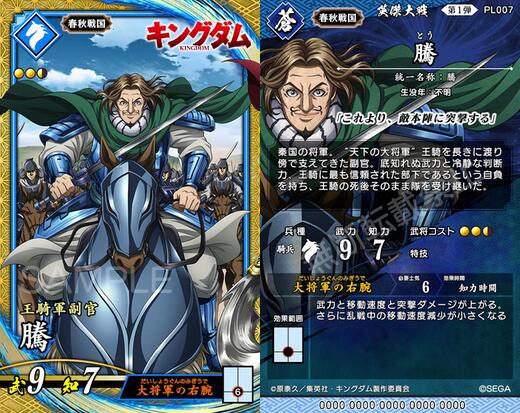 春秋戦国
キングダム
KINGDOM
SAMPLE
王騎軍副官
騰
武9 知7
だいしょうぐんのみぎうで
大将軍の右腕
6
蒼
春秋戦国
英傑大戦
第1弾
PL007
とう
騰
統一名称：騰
生没年：不明
「これより、敵本陣に突撃する」
秦国の将軍。“天下の大将軍”王騎を長きに渡り
傍で支えてきた副官。底知れぬ武力と冷静な判断
力、王騎に最も信頼された部下であるという自負
を持ち、王騎の死後そのまま隊を受け継いだ。
無断転載禁止
兵種 武力 知力 武将コスト
騎兵 9 7 特技
だいしょうぐんのみぎうで 必要士気 効果時間
大将軍の右腕 6 知力時間
効果範囲
武力と移動速度と突撃ダメージが上がる。
さらに乱戦中の移動速度減少が小さくなる
©原泰久／集英社・キングダム製作委員会
©SEGA
0000 0000 0000 0000 0000